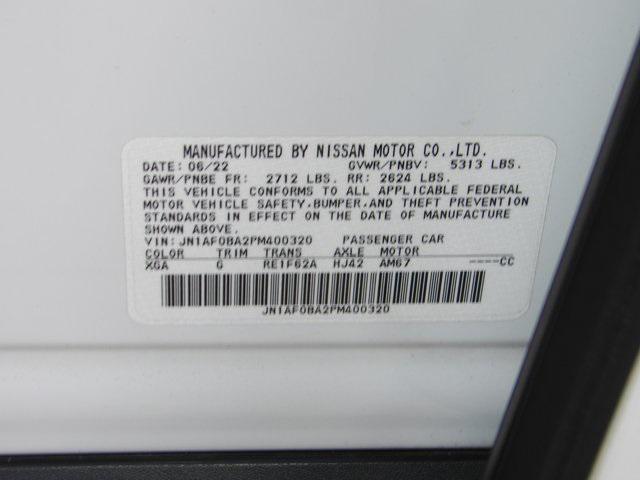 MANUFACTURED BY NISSAN MOTOR CO.,LTD.
DATE: 06/22 GVWR/PNBV: 5313 LBS.
GAWR/PNBE FR: 2712 LBS. RR: 2624 LBS.
THIS VEHICLE CONFORMS TO ALL APPLICABLE FEDERAL
MOTOR VEHICLE SAFETY,BUMPER,AND THEFT PREVENTION
STANDARDS IN EFFECT ON THE DATE OF MANUFACTURE
SHOWN ABOVE.
VIN:JN1AF0BA2PM400320 PASSENGER CAR
COLOR TRIM TRANS AXLE MOTOR
XGA G RE1F62A HJ42 AM67 ----CC
JN1AF0BA2PM400320